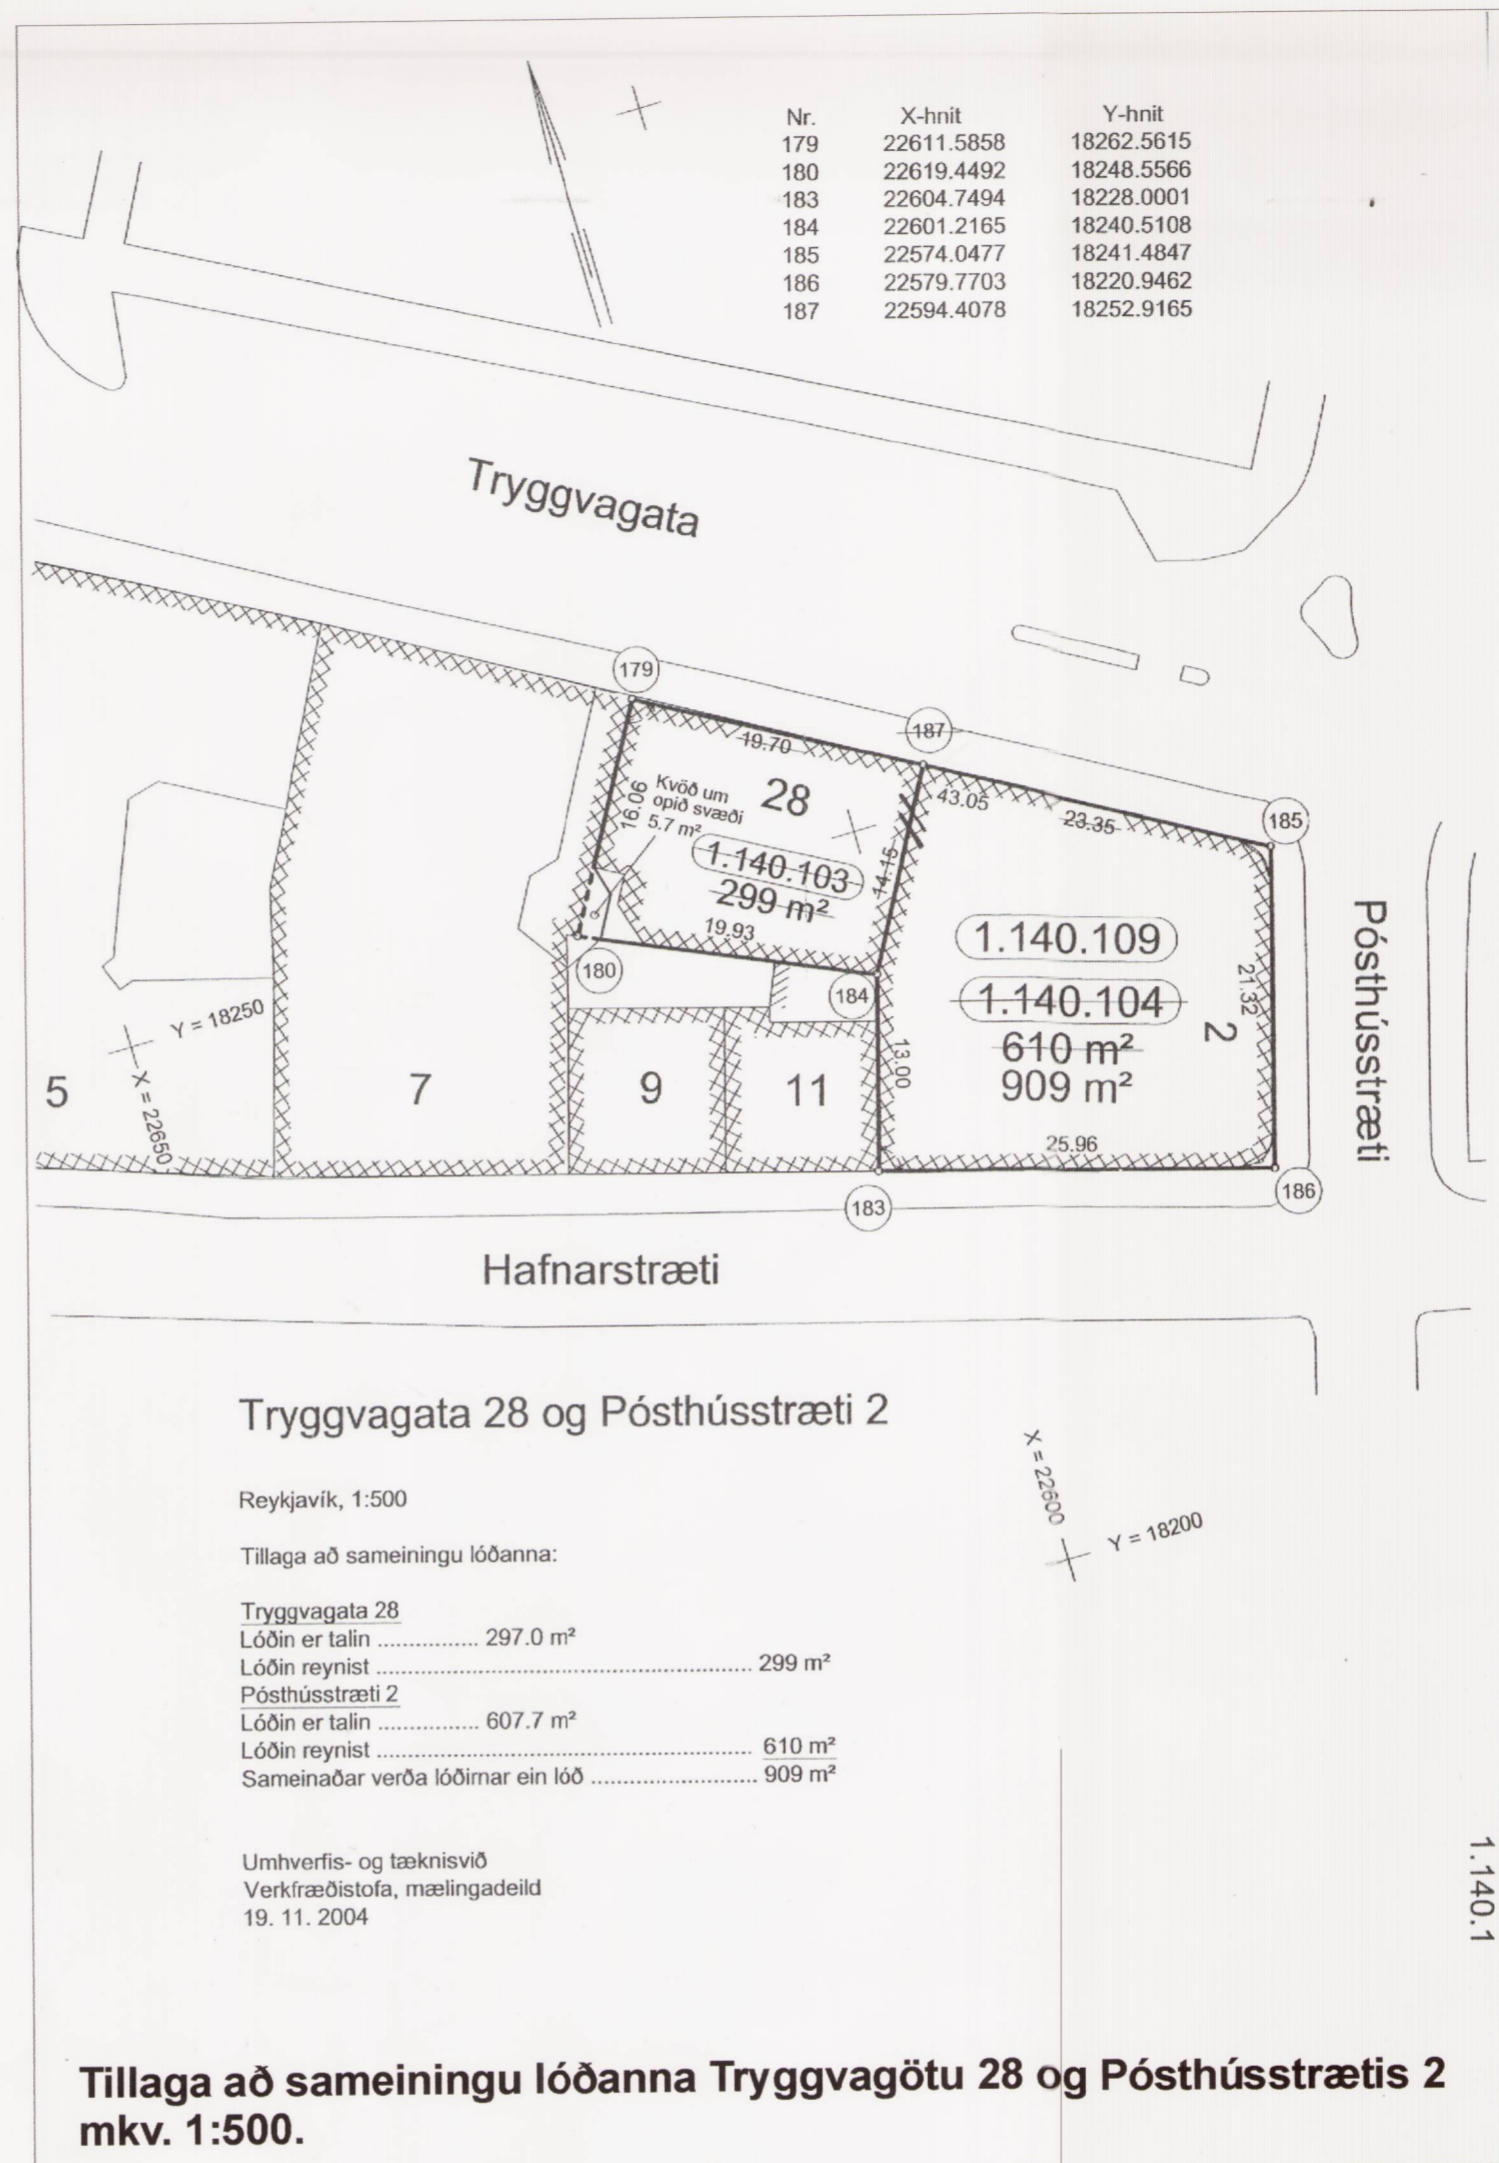 Nr. X-hnit Y-hnit
179 22611.5858 18262.5615
180 22619.4492 18248.5566
183 22604.7494 18228.0001
184 22601.2165 18240.5108
185 22574.0477 18241.4847
186 22579.7703 18220.9462
187 22594.4078 18252.9165
Tryggvagata
179
187
185
19.70
43.05
23.35
Kvöð um
opið svæði
5.7 m²
16.06
28
1.140.103
299 m²
14.15
19.93
180
184
1.140.109
1.140.104
610 m²
909 m²
21.32
2
Pósthússtræti
Y = 18250
X = 22650
5
7
9
11
13.00
25.96
183
186
Hafnarstræti
Tryggvagata 28 og Pósthússtræti 2
Reykjavík, 1:500
X = 22600
Y = 18200
Tillaga að sameiningu lóðanna:
Tryggvagata 28
Lóðin er talin ................ 297.0 m²
Lóðin reynist ............................................................ 299 m²
Pósthússtræti 2
Lóðin er talin ................ 607.7 m²
Lóðin reynist ............................................................ 610 m²
Sameinaðar verða lóðirnar ein lóð .......................... 909 m²
Umhverfis- og tæknisvið
Verkfræðistofa, mælingadeild
19. 11. 2004
1.140.1
Tillaga að sameiningu lóðanna Tryggvagötu 28 og Pósthússtrætis 2
mkv. 1:500.